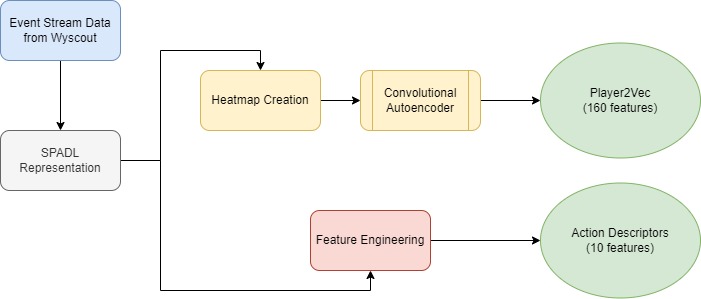 Event Stream Data
from Wyscout
Heatmap Creation
Convolutional
Autoencoder
Player2Vec
(160 features)
SPADL
Representation
Feature Engineering
Action Descriptors
(10 features)